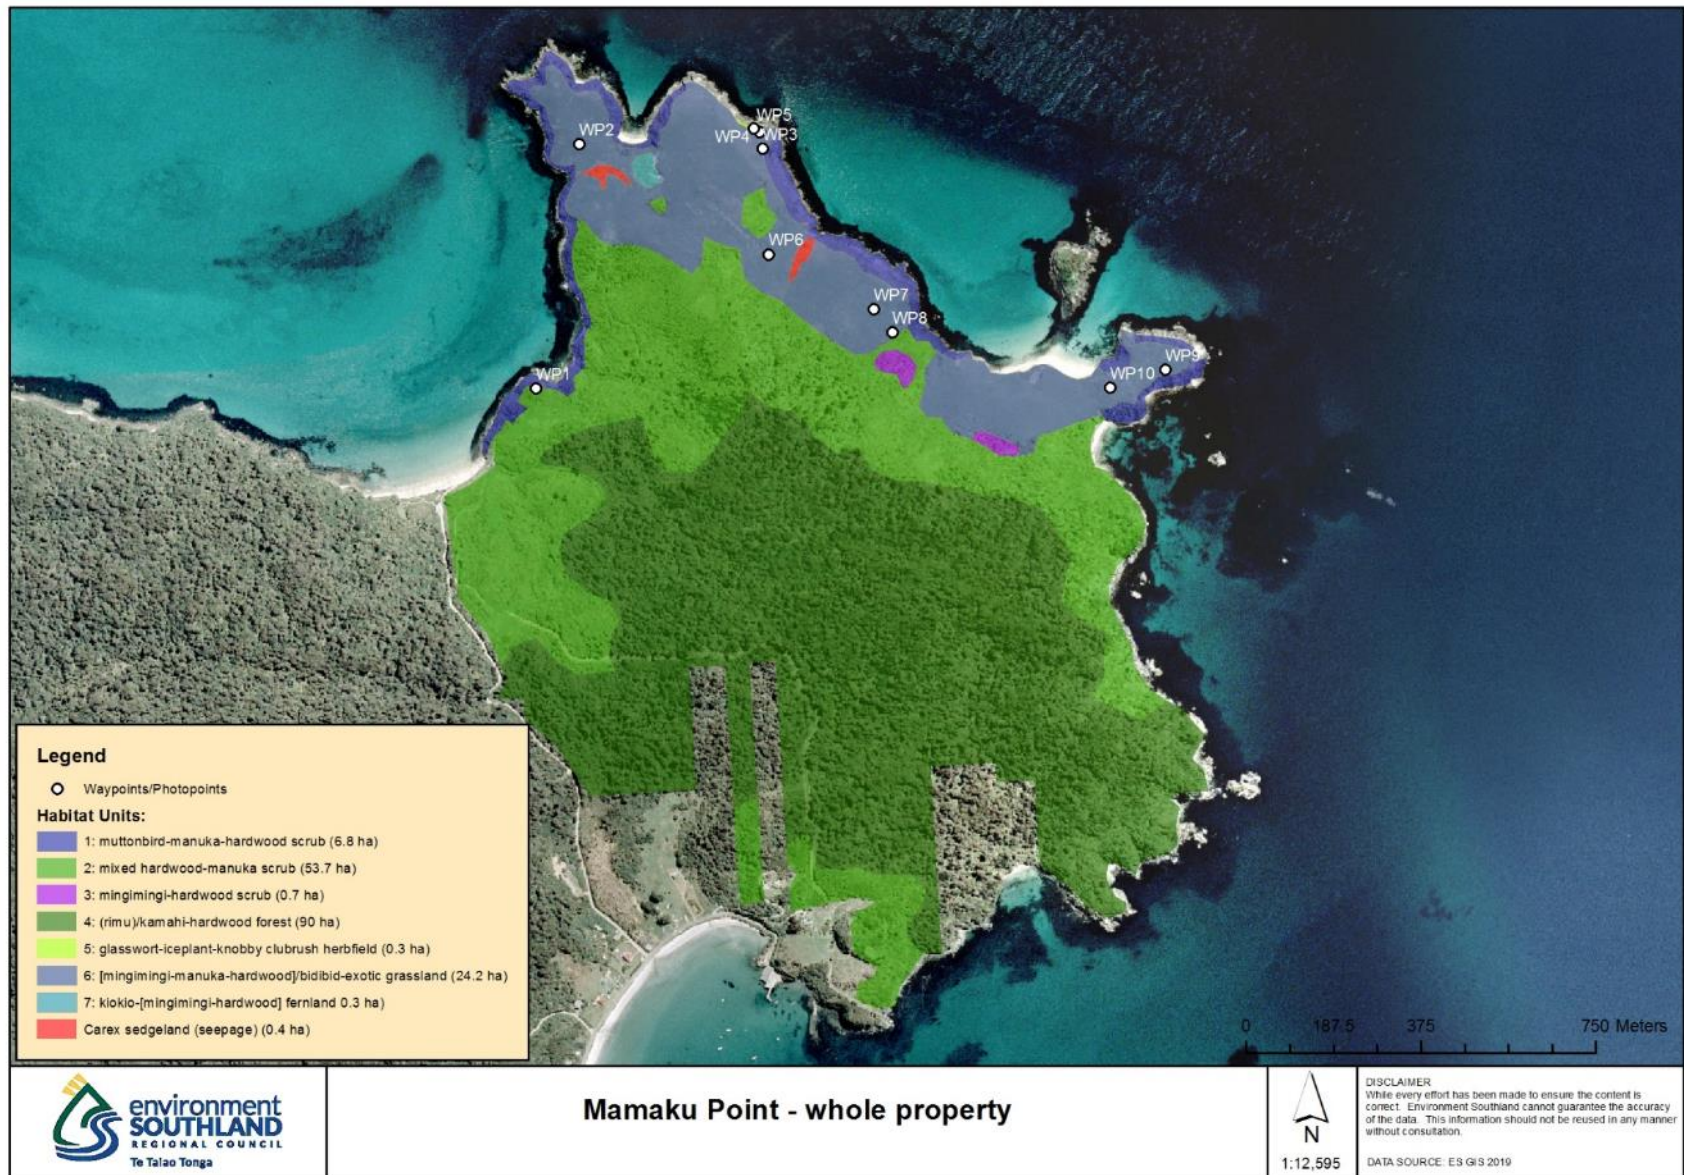 WP5
WP2
WP4
WP3
WP6
WP7
WP8
WP9
WP1
WP10
Legend
Waypoints/Photopoints
Habitat Units:
1: muttonbird-manuka-hardwood scrub (6.8 ha)
2: mixed hardwood-manuka scrub (53.7 ha)
3: mingimingi-hardwood scrub (0.7 ha)
4: (rimu)/kamahi-hardwood forest (90 ha)
5: glasswort-iceplant-knobby clubrush herbfield (0.3 ha)
6: [mingimingi-manuka-hardwood]/bidibid-exotic grassland (24.2 ha)
7: kiokio-[mingimingi-hardwood] fernland 0.3 ha)
Carex sedgeland (seepage) (0.4 ha)
0 187.5 375 750 Meters
environment
SOUTHLAND
REGIONAL COUNCIL
Te Taiao Tonga
Mamaku Point - whole property
N
1:12,595
DISCLAIMER
While every effort has been made to ensure the content is
correct. Environment Southland cannot guarantee the accuracy
of the data. This information should not be reused in any manner
without consultation.
DATA SOURCE: ES GIS 2019